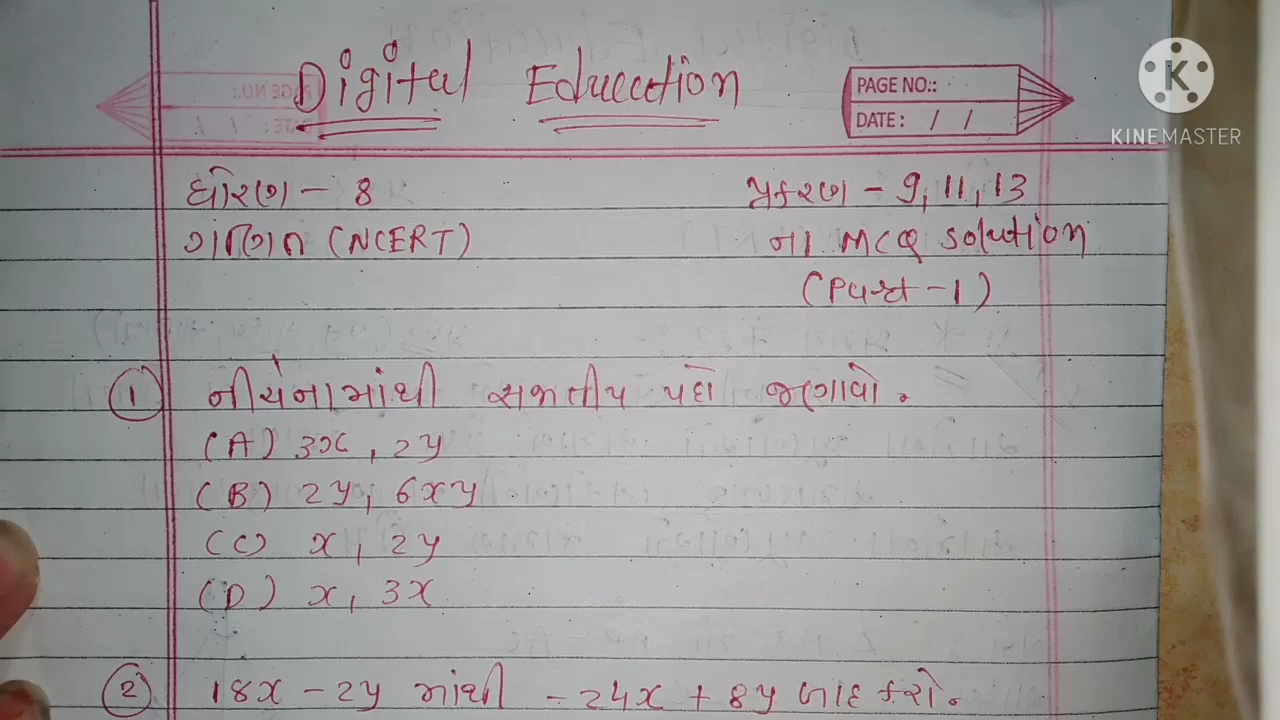 Digital Education
PAGE NO.:
DATE: / /
KINEMASTER
ધોરણ - 8
ગણિત (NCERT)
પ્રકરણ - 9, 11, 13
ના MCQ solution
(Part-1)
① નીચેનામાંથી સજાતીય પદો જણાવો.
(A) 3x, 2y
(B) 2y, 6xy
(C) x, 2y
(D) x, 3x
② 18x - 2y માંથી - 24x + 8y બાદ કરો.